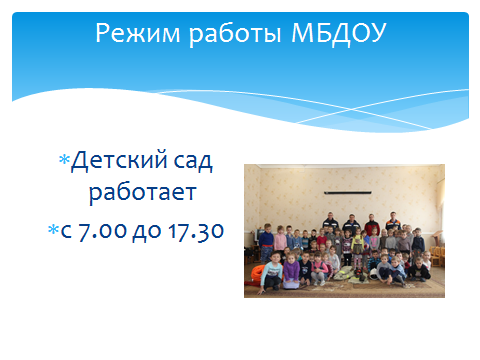 Режим работы МБДОУ
*Детский сад
работает
*с 7.00 до 17.30